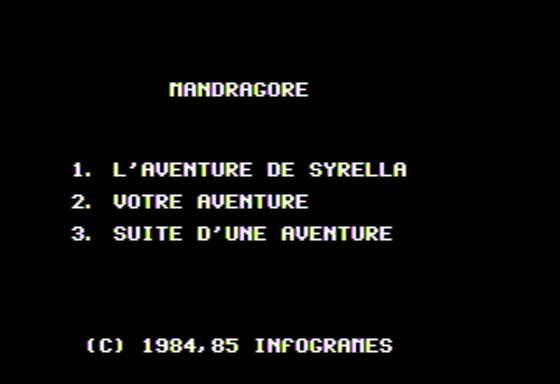 MANDRAGORE
1. L'AVENTURE DE SYRELLA
2. VOTRE AVENTURE
3. SUITE D'UNE AVENTURE
(C) 1984,85 INFOGRAMES